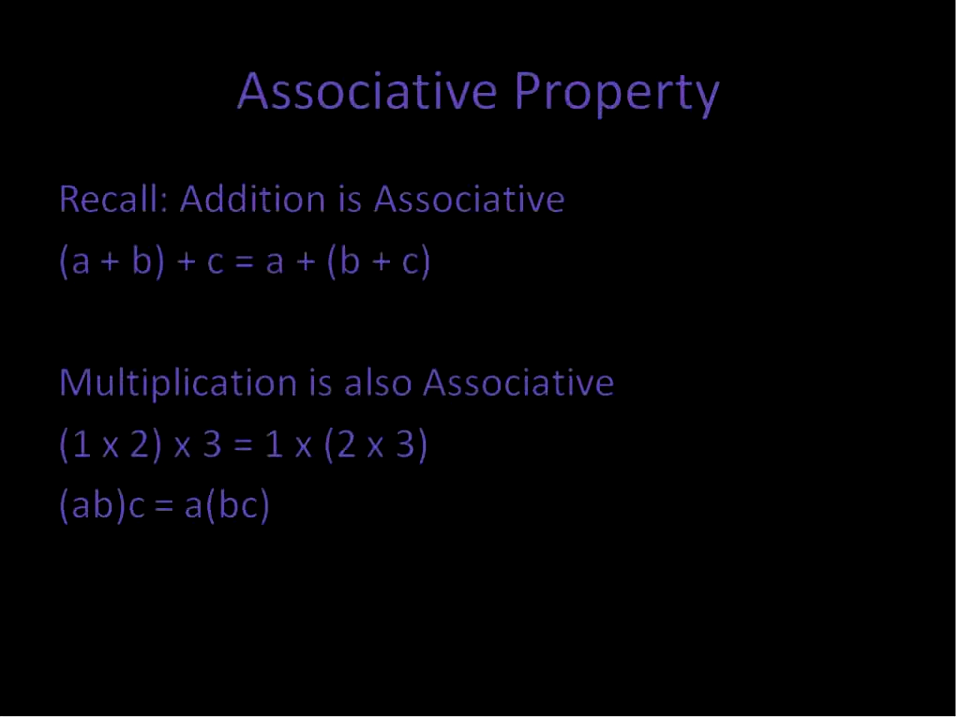 Associative Property
Recall: Addition is Associative
(a + b) + c = a + (b + c)
Multiplication is also Associative
(1 x 2) x 3 = 1 x (2 x 3)
(ab)c = a(bc)